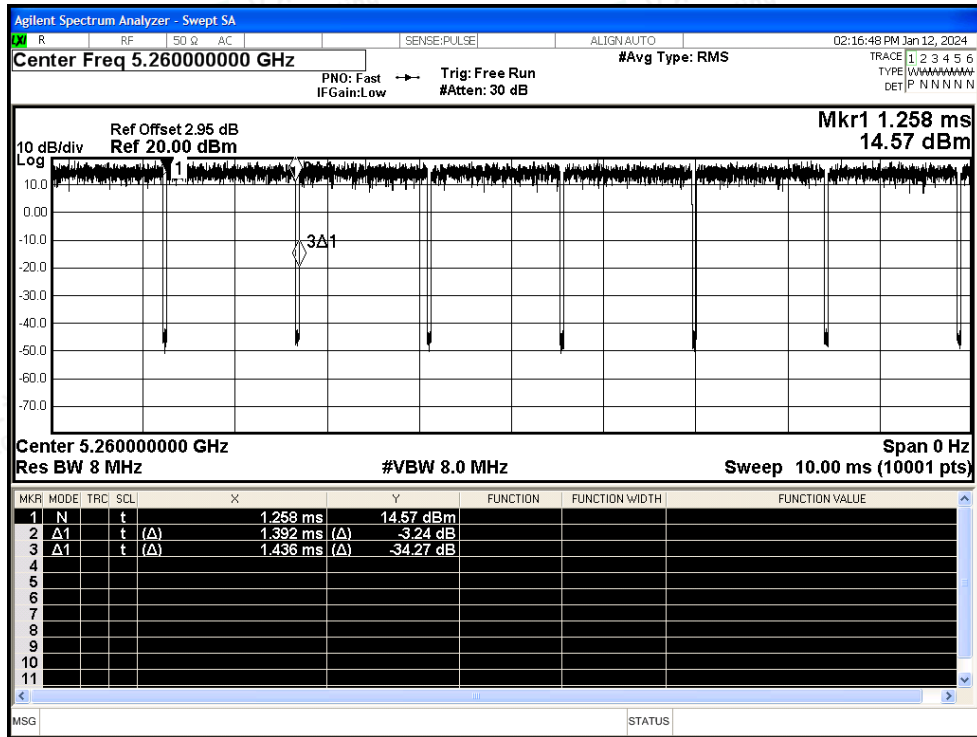 Agilent Spectrum Analyzer - Swept SA
LXI R RF 50 Ω AC SENSE:PULSE ALIGN AUTO 02:16:48 PM Jan 12, 2024
Center Freq 5.260000000 GHz
PNO: Fast
IFGain:Low
Trig: Free Run
#Atten: 30 dB
#Avg Type: RMS
TRACE 1 2 3 4 5 6
TYPE W
DET P N N N N N
Mkr1 1.258 ms
14.57 dBm
10 dB/div
Log
Ref Offset 2.95 dB
Ref 20.00 dBm
1
3Δ1
10.0
0.00
-10.0
-20.0
-30.0
-40.0
-50.0
-60.0
-70.0
Center 5.260000000 GHz Span 0 Hz
Res BW 8 MHz #VBW 8.0 MHz Sweep 10.00 ms (10001 pts)
MKR MODE TRC SCL X Y FUNCTION FUNCTION WIDTH FUNCTION VALUE
1 N t 1.258 ms 14.57 dBm
2 Δ1 t (Δ) 1.392 ms (Δ) -3.24 dB
3 Δ1 t (Δ) 1.436 ms (Δ) -34.27 dB
4
5
6
7
8
9
10
11
MSG STATUS